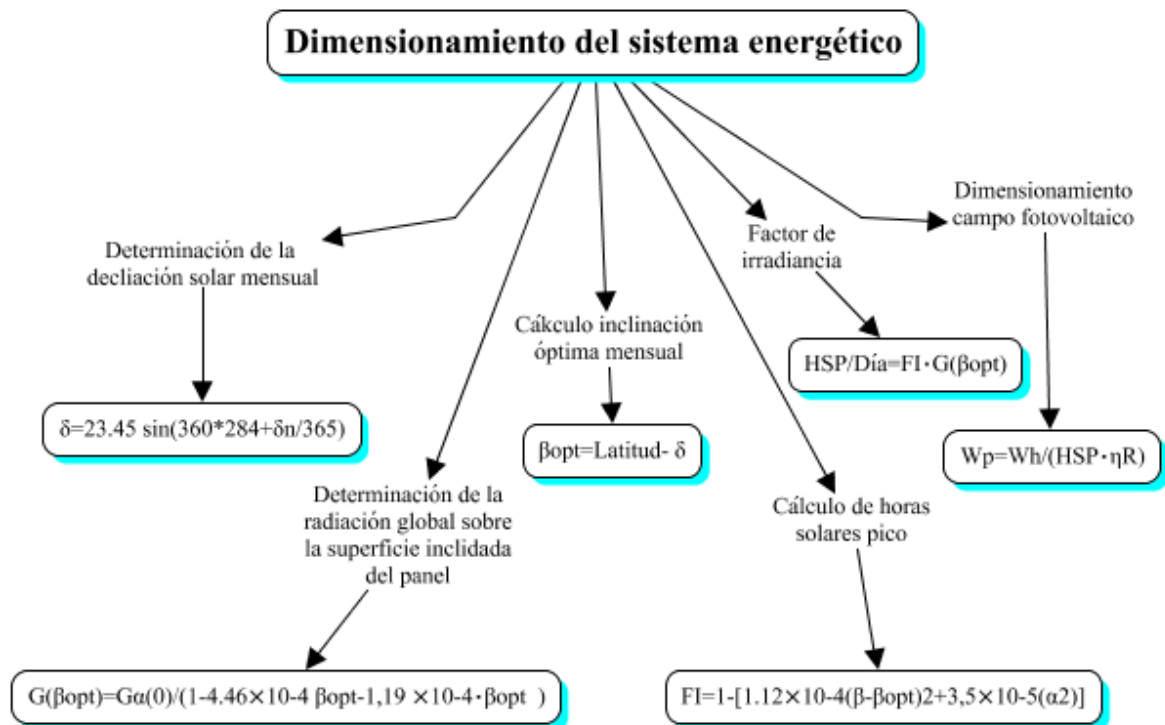 Dimensionamiento del sistema energético
Determinación de la
decliación solar mensual
δ=23.45 sin(360*284+δn/365)
Determinación de la
radiación global sobre
la superficie inclidada
del panel
G(βopt)=Gα(0)/(1-4.46×10-4 βopt-1,19 ×10-4·βopt )
Cákculo inclinación
óptima mensual
βopt=Latitud- δ
Cálculo de horas
solares pico
FI=1-[1.12×10-4(β-βopt)2+3,5×10-5(α2)]
Factor de
irradiancia
HSP/Día=FI·G(βopt)
Dimensionamiento
campo fotovoltaico
Wp=Wh/(HSP·ηR)